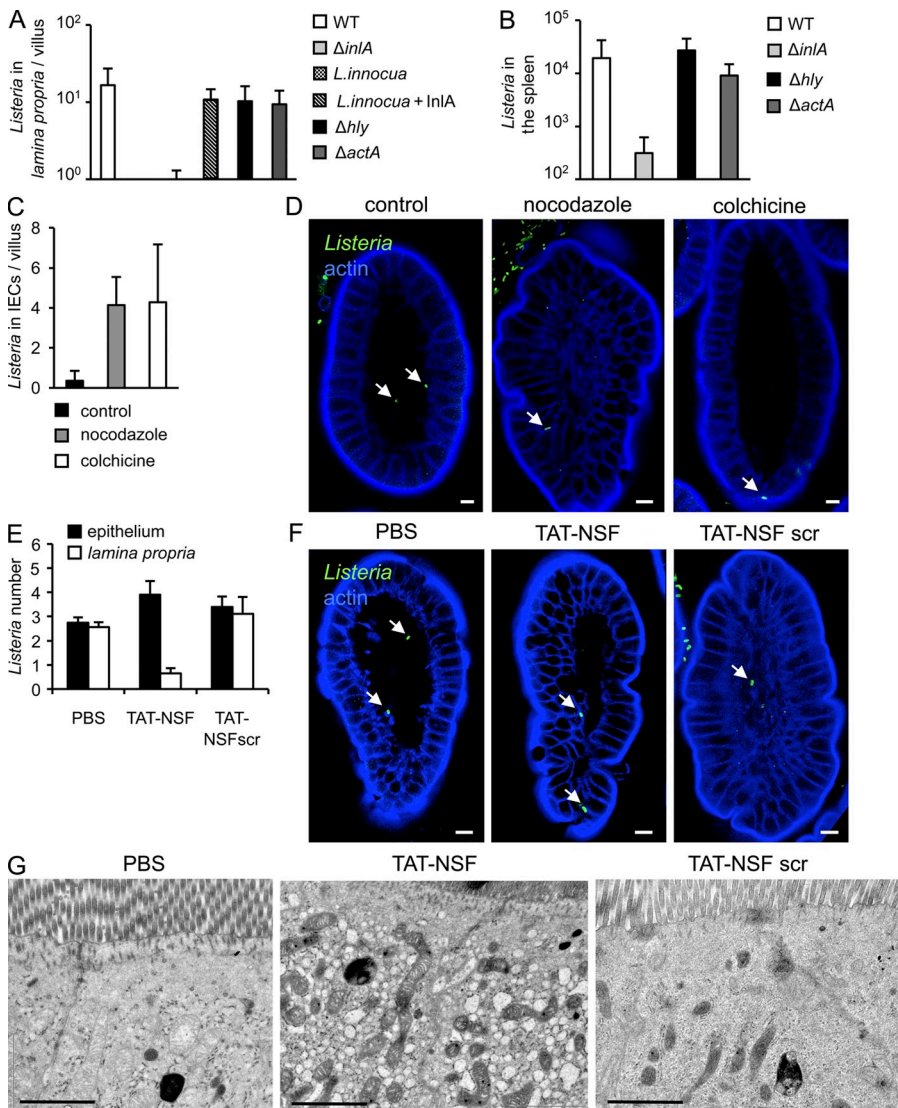 A
Listeria in
lamina propria / villus
10²
10¹
10⁰
WT
ΔinlA
L.innocua
L.innocua + InlA
Δhly
ΔactA
B
Listeria in
the spleen
10⁵
10⁴
10³
10²
WT
ΔinlA
Δhly
ΔactA
C
Listeria in IECs / villus
8
6
4
2
0
control
nocodazole
colchicine
D
control
nocodazole
colchicine
Listeria
actin
E
epithelium
lamina propria
Listeria number
6
5
4
3
2
1
0
PBS
TAT-NSF
TAT-
NSFscr
F
PBS
TAT-NSF
TAT-NSF scr
Listeria
actin
G
PBS
TAT-NSF
TAT-NSF scr